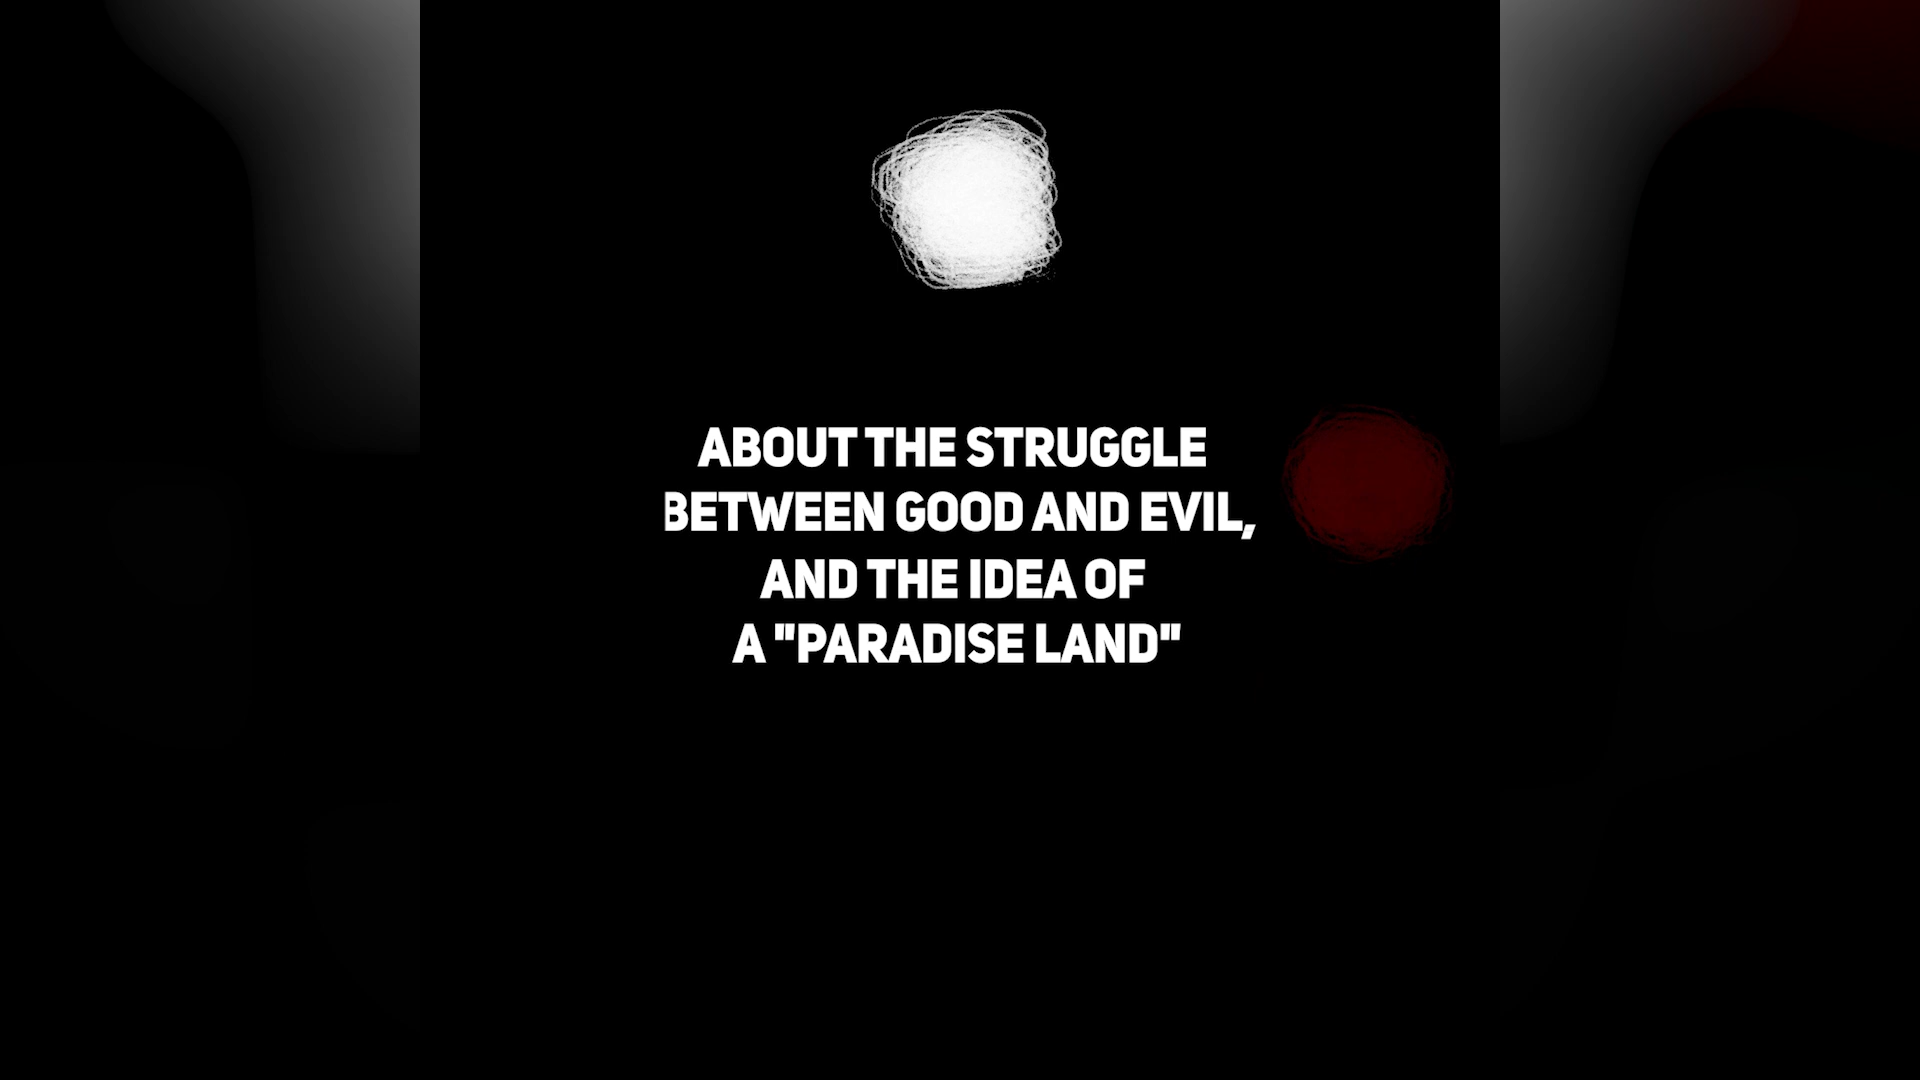 ABOUT THE STRUGGLE
BETWEEN GOOD AND EVIL,
AND THE IDEA OF
A "PARADISE LAND"